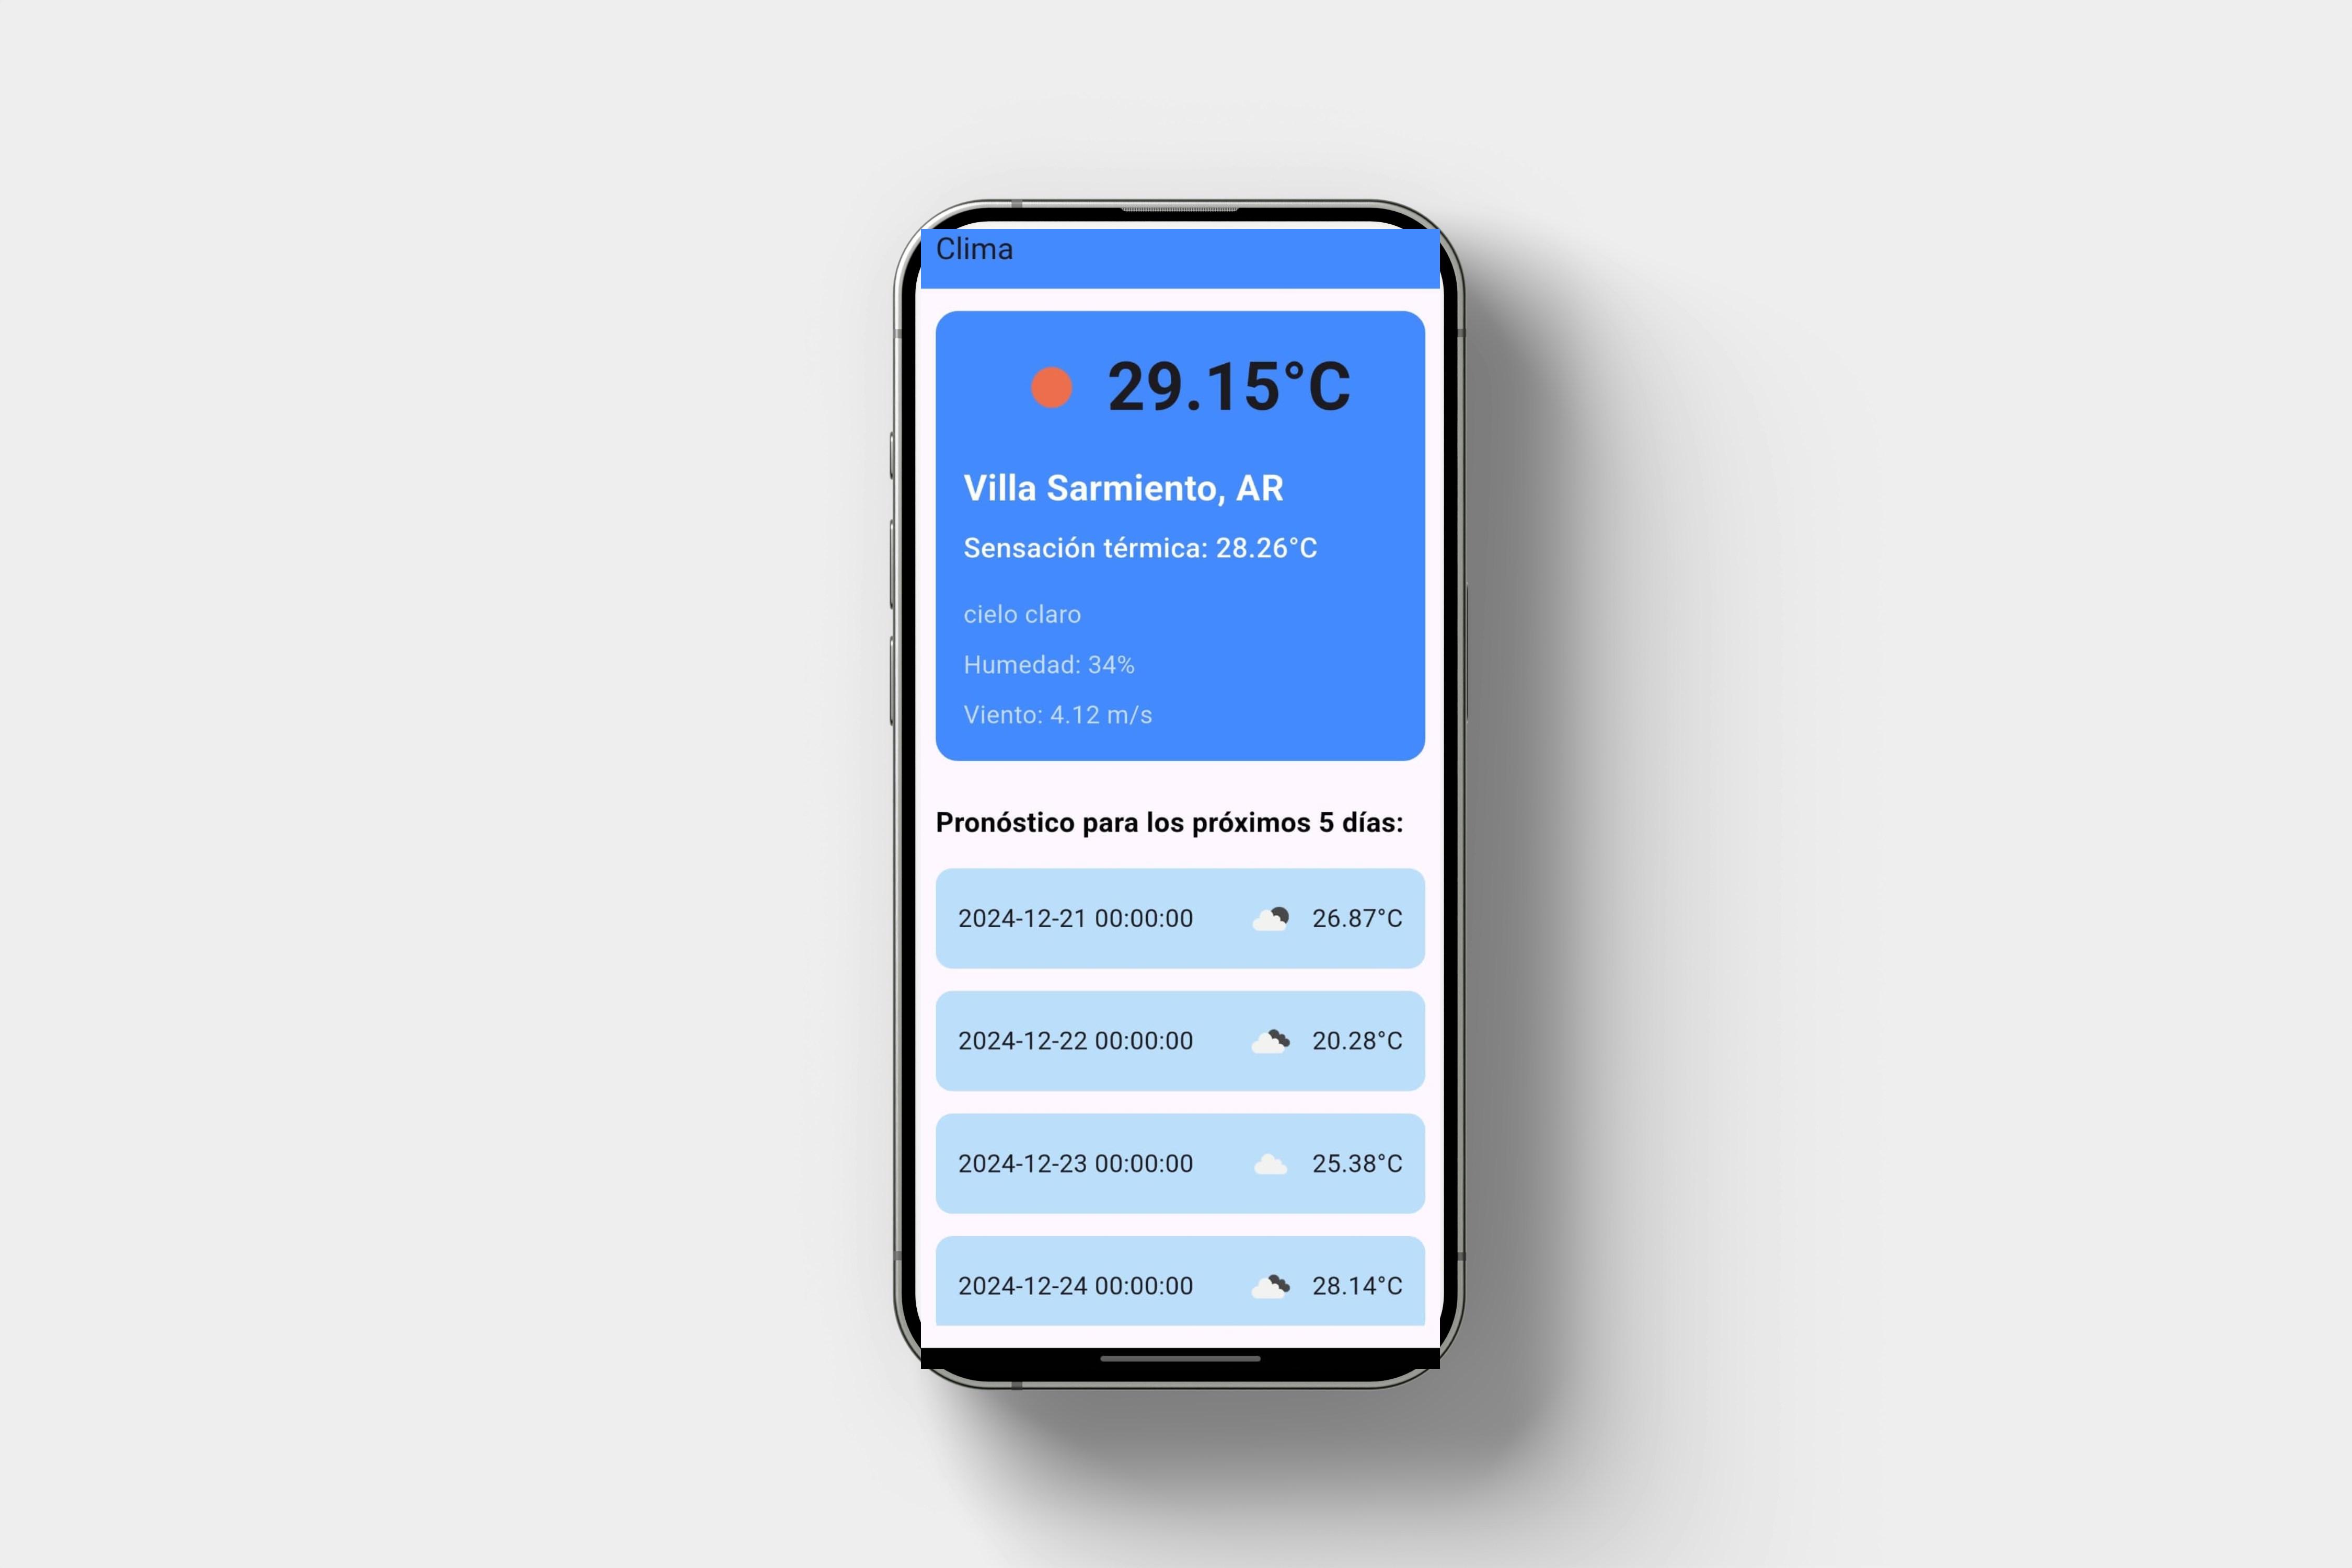 Clima
29.15°C
Villa Sarmiento, AR
Sensación térmica: 28.26°C
cielo claro
Humedad: 34%
Viento: 4.12 m/s
Pronóstico para los próximos 5 días:
2024-12-21 00:00:00 26.87°C
2024-12-22 00:00:00 20.28°C
2024-12-23 00:00:00 25.38°C
2024-12-24 00:00:00 28.14°C